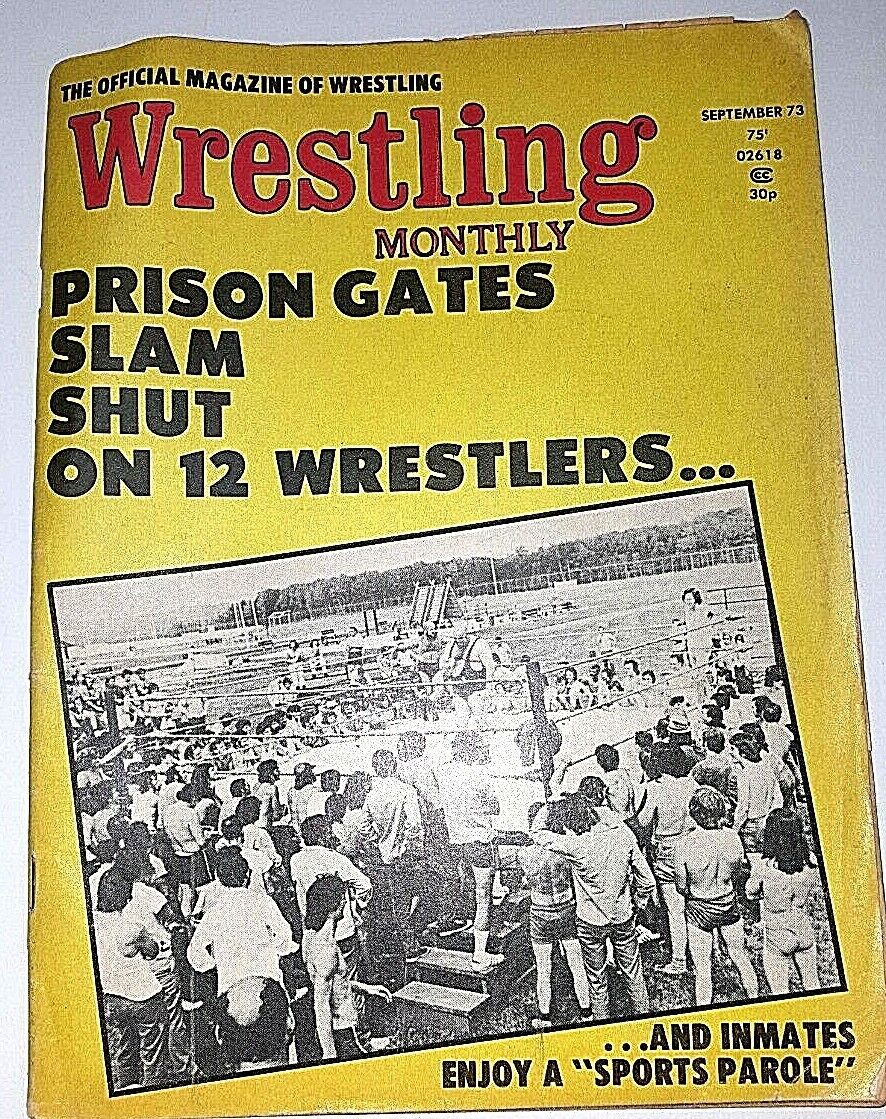 THE OFFICIAL MAGAZINE OF WRESTLING
Wrestling
MONTHLY
SEPTEMBER 73
75¢
02618
CC
30p
PRISON GATES
SLAM
SHUT
ON 12 WRESTLERS...
...AND INMATES
ENJOY A "SPORTS PAROLE"